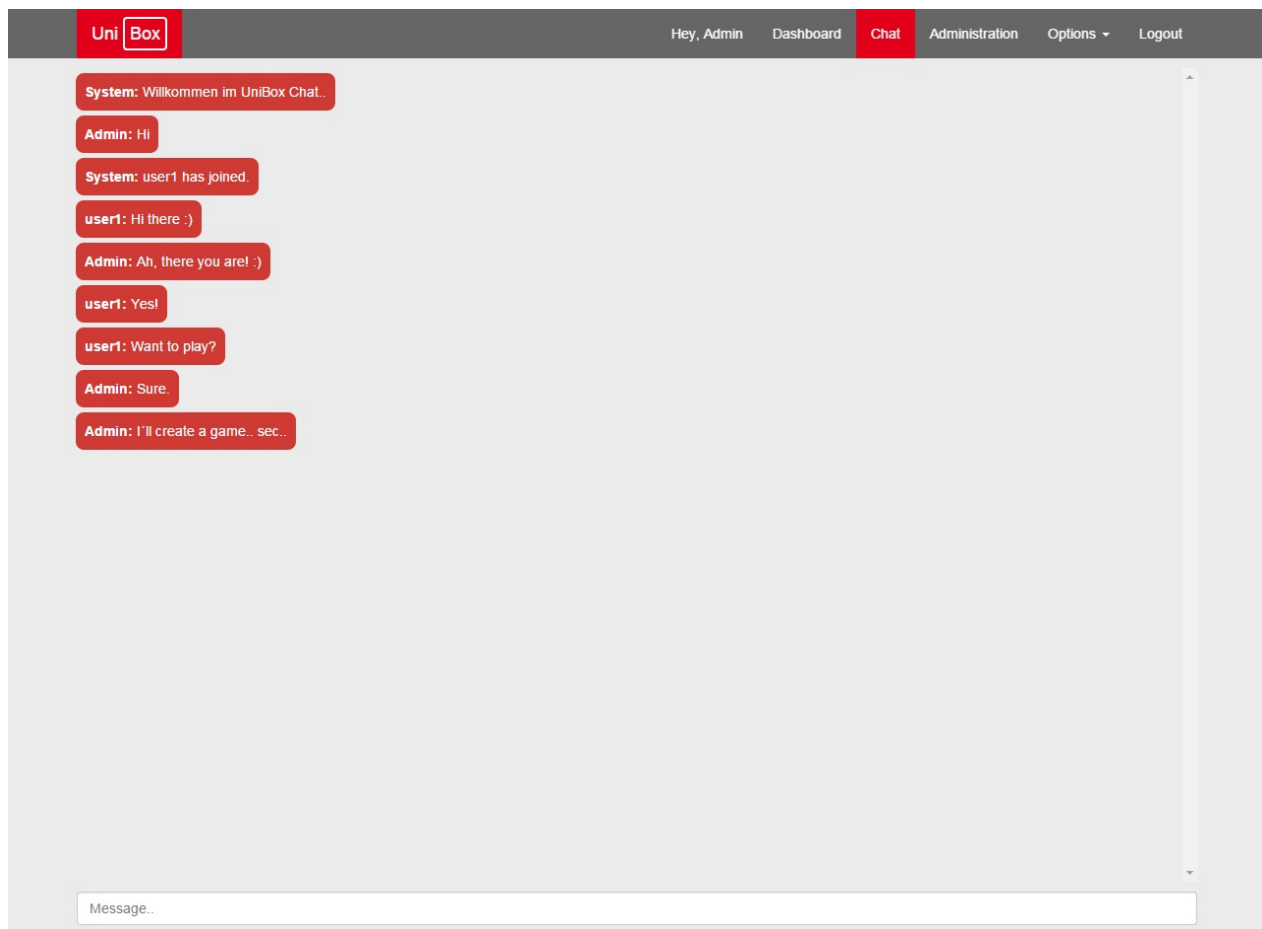 Uni Box Hey, Admin Dashboard Chat Administration Options Logout
System: Willkommen im UniBox Chat..
Admin: Hi
System: user1 has joined.
user1: Hi there :)
Admin: Ah, there you are! :)
user1: Yes!
user1: Want to play?
Admin: Sure.
Admin: I´ll create a game.. sec..
Message..